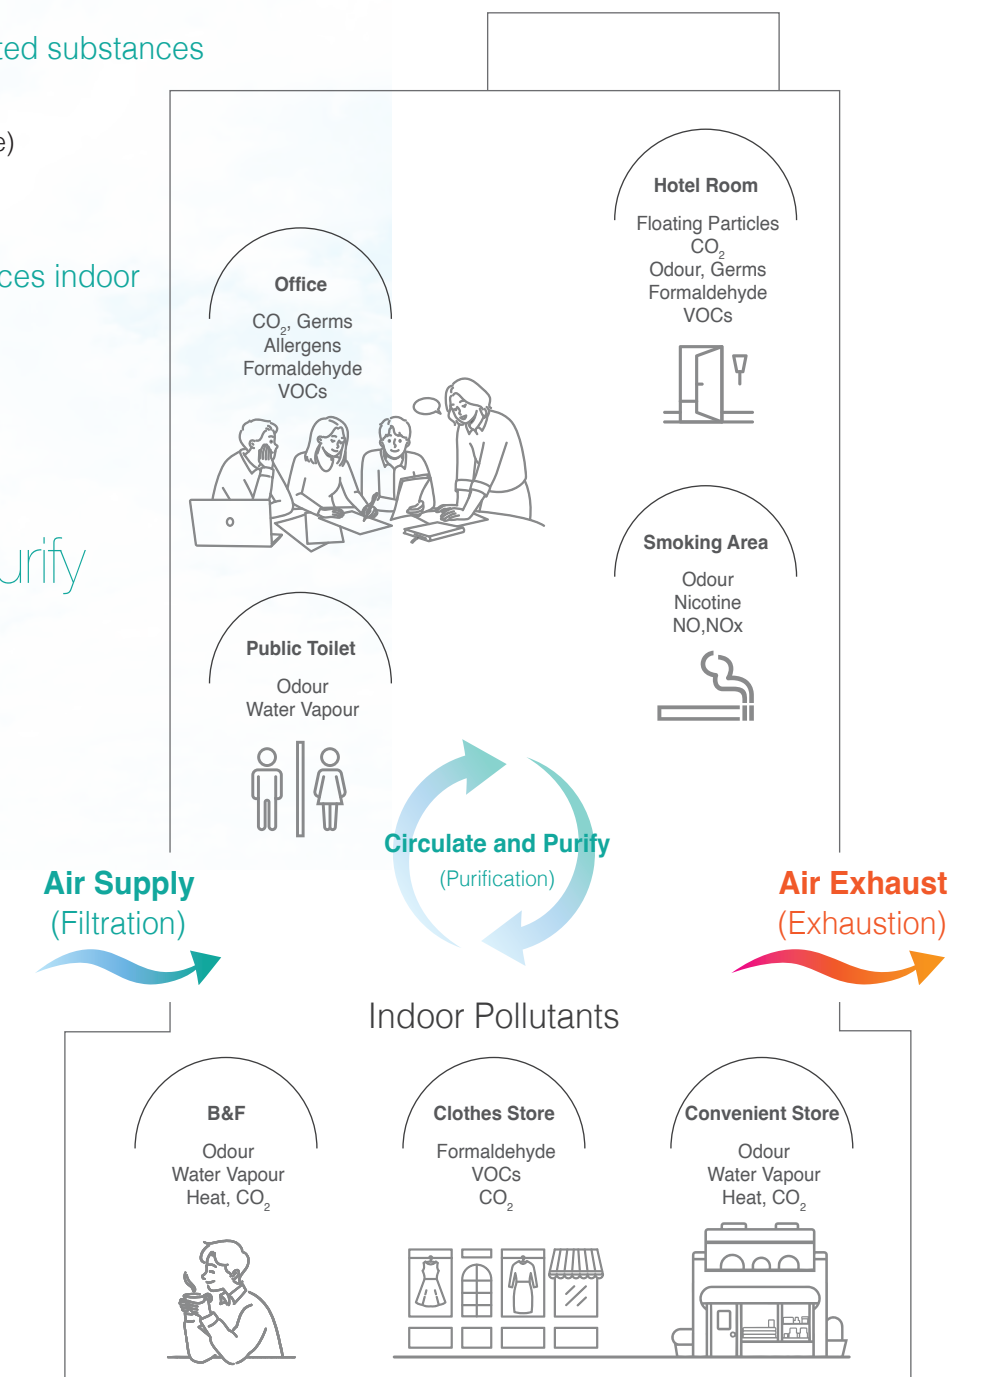 substances
ces indoor
Hotel Room
Floating Particles
CO₂
Odour, Germs
Formaldehyde
VOCs
Office
CO₂, Germs
Allergens
Formaldehyde
VOCs
Smoking Area
Odour
Nicotine
NO,NOx
urify
Public Toilet
Odour
Water Vapour
Circulate and Purify
(Purification)
Air Supply
(Filtration)
Air Exhaust
(Exhaustion)
Indoor Pollutants
B&F
Odour
Water Vapour
Heat, CO₂
Clothes Store
Formaldehyde
VOCs
CO₂
Convenient Store
Odour
Water Vapour
Heat, CO₂